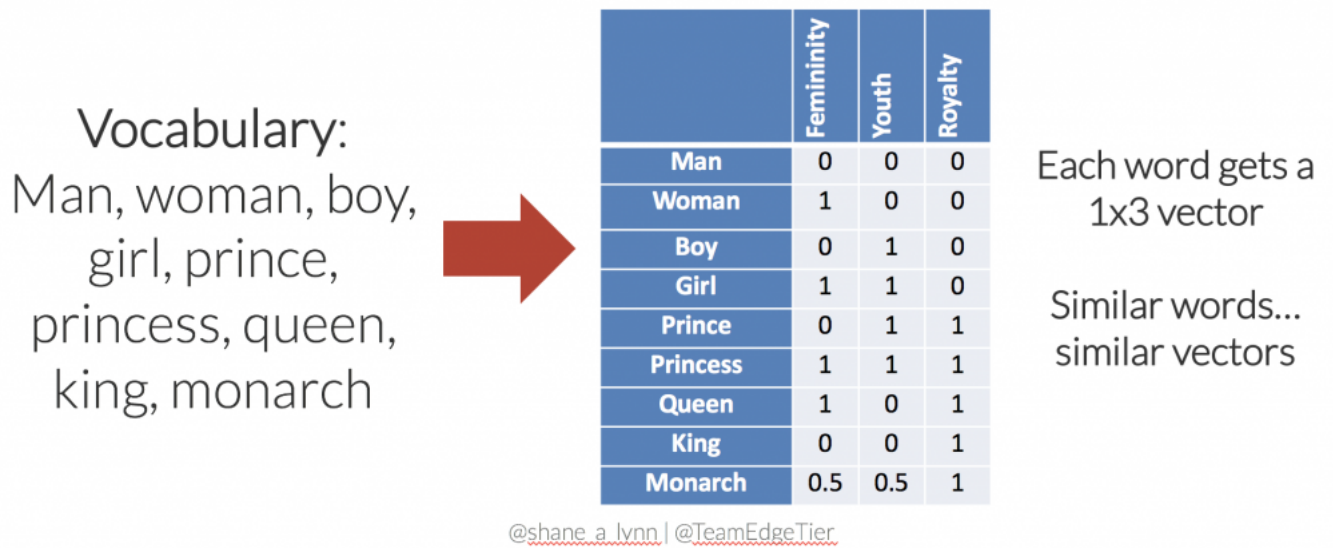 Vocabulary:
Man, woman, boy,
girl, prince,
princess, queen,
king, monarch
Femininity Youth Royalty
Man 0 0 0
Woman 1 0 0
Boy 0 1 0
Girl 1 1 0
Prince 0 1 1
Princess 1 1 1
Queen 1 0 1
King 0 0 1
Monarch 0.5 0.5 1
Each word gets a
1x3 vector
Similar words...
similar vectors
@shane_a_lynn | @TeamEdgeTier